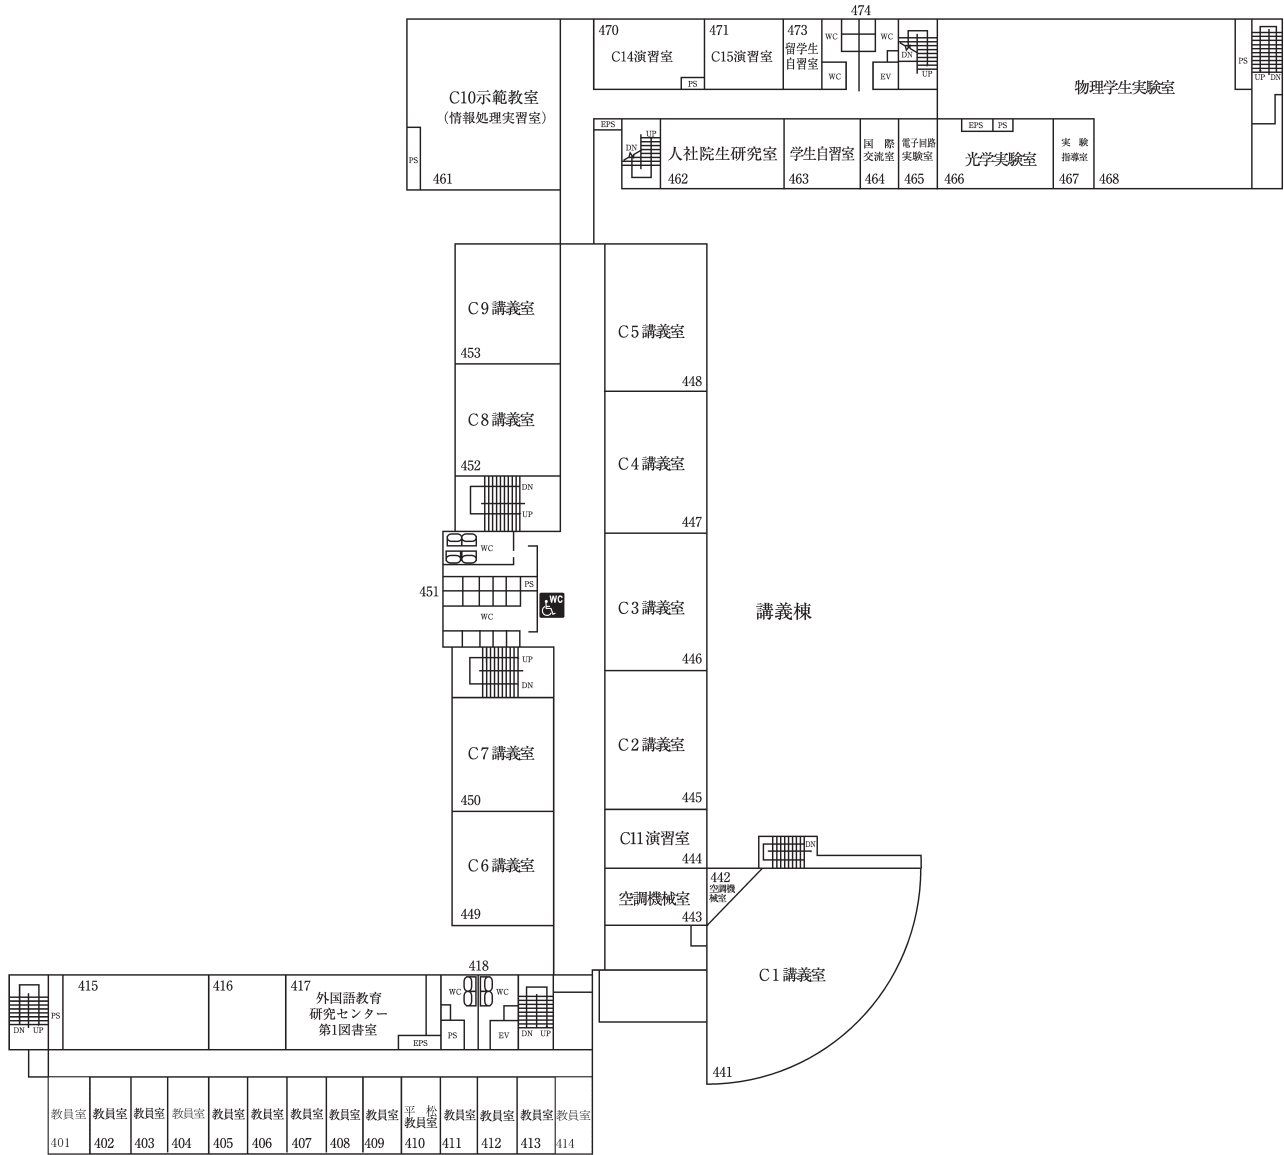 474
470
C14演習室
PS
471
C15演習室
473
留学生
自習室
WC
WC
WC
EV
DN
UP
物理学生実験室
PS
UP DN
C10示範教室
（情報処理実習室）
PS
461
EPS
DN
UP
人社院生研究室
462
学生自習室
463
国 際
交流室
464
電子回路
実験室
465
EPS
PS
光学実験室
466
実 験
指導室
467
468
C9講義室
453
C5講義室
448
C8講義室
452
C4講義室
447
DN
UP
WC
PS
451
WC
WC
C3講義室
446
講義棟
UP
DN
C7講義室
450
C2講義室
445
C6講義室
449
C11演習室
444
空調機械室
443
442
空調機
械室
DN
C1講義室
441
418
DN UP
PS
415
416
417
外国語教育
研究センター
第1図書室
EPS
WC
PS
WC
EV
DN UP
教員室
401
教員室
402
教員室
403
教員室
404
教員室
405
教員室
406
教員室
407
教員室
408
教員室
409
平 松
教員室
410
教員室
411
教員室
412
教員室
413
教員室
414